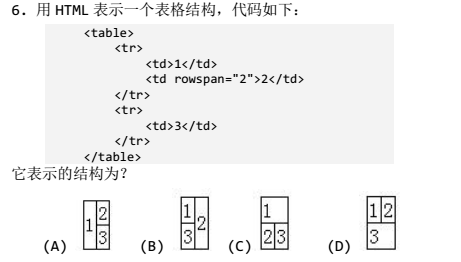 6. 用 HTML 表示一个表格结构，代码如下：
<table>
<tr>
<td>1</td>
<td rowspan="2">2</td>
</tr>
<tr>
<td>3</td>
</tr>
</table>
它表示的结构为？
(A) 1 2 3 (B) 1 2 3 (C) 1 2 3 (D) 1 2 3